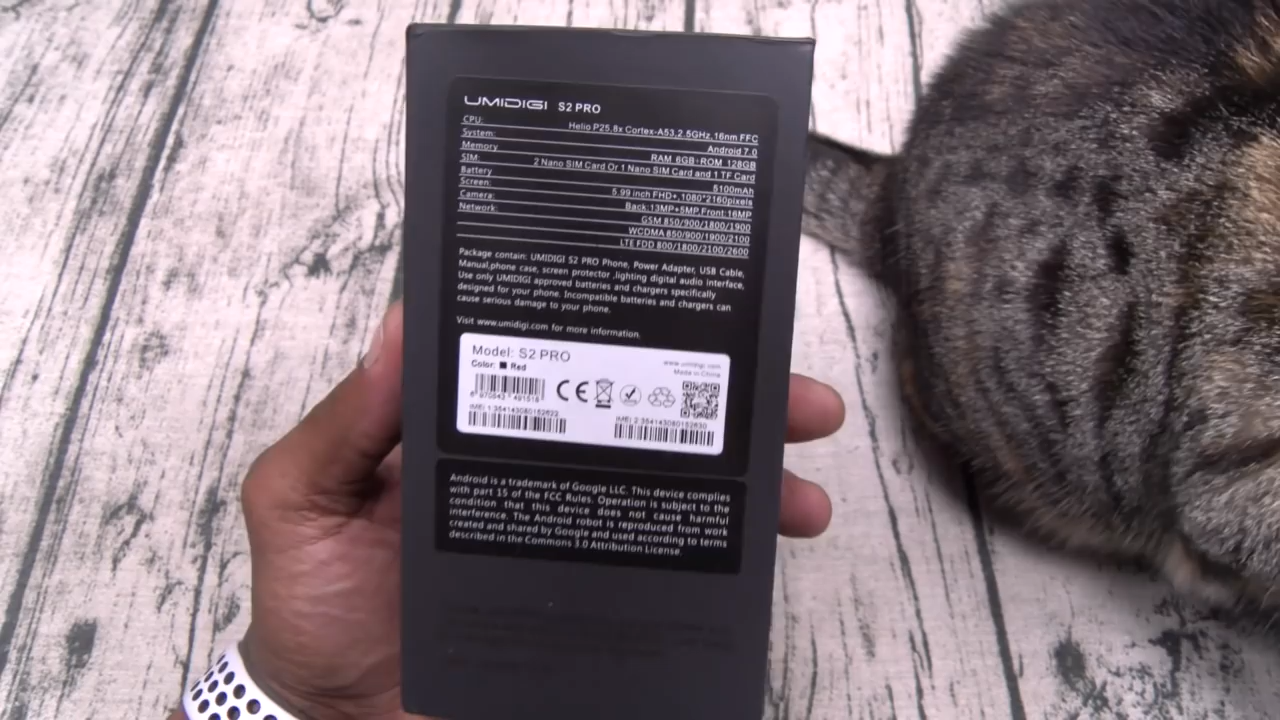 UMIDIGI S2 PRO
CPU: Helio P25,8x Cortex-A53,2.5GHz,16nm FFC
System: Android 7.0
Memory RAM 6GB+ROM 128GB
SIM: 2 Nano SIM Card Or 1 Nano SIM Card and 1 TF Card
Battery 5100mAh
Screen: 5.99 inch FHD+,1080*2160pixels
Camera: Back:13MP+5MP,Front:16MP
Network: GSM 850/900/1800/1900
WCDMA 850/900/1900/2100
LTE FDD 800/1800/2100/2600
Package contain: UMIDIGI S2 PRO Phone, Power Adapter, USB Cable,
Manual,phone case, screen protector ,lighting digital audio interface,
Use only UMIDIGI approved batteries and chargers specifically
designed for your phone. Incompatible batteries and chargers can
cause serious damage to your phone.
Visit www.umidigi.com for more information.
Model: S2 PRO
www.umidigi.com
Color: Red
Made in China
CE
6 970843 491518
IMEI 1:354143080152622
IMEI 2:354143080152630
Android is a trademark of Google LLC. This device complies
with part 15 of the FCC Rules. Operation is subject to the
condition that this device does not cause harmful
interference. The Android robot is reproduced from work
created and shared by Google and used according to terms
described in the Commons 3.0 Attribution License.